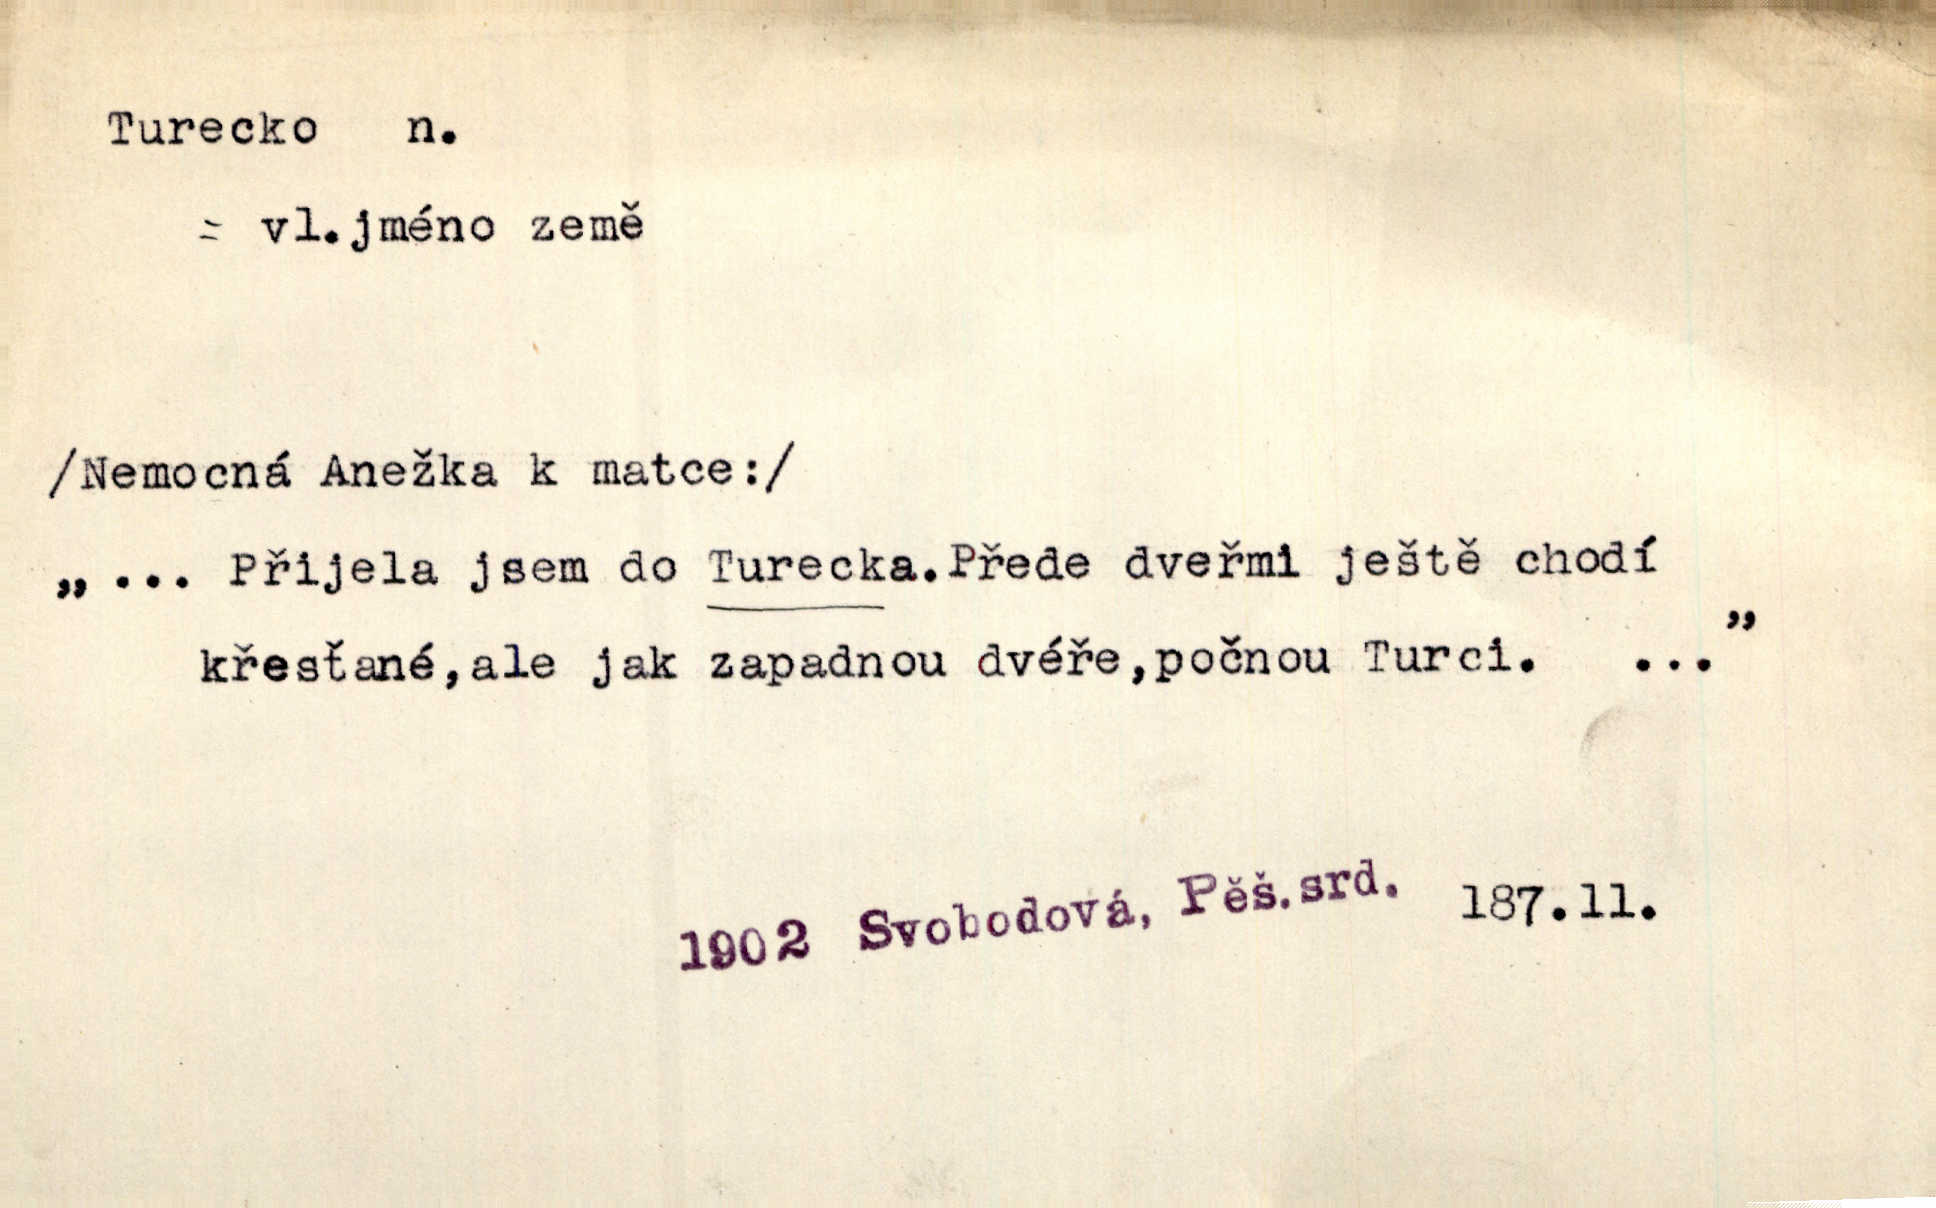 Turecko n.
= vl.jméno země
/Nemocná Anežka k matce:/
„... Přijela jsem do Turecka.Přede dveřmi ještě chodí
křesťané,ale jak zapadnou dvéře,počnou Turci. ...”
1902 Svobodová, Pěš.srd. 187.11.